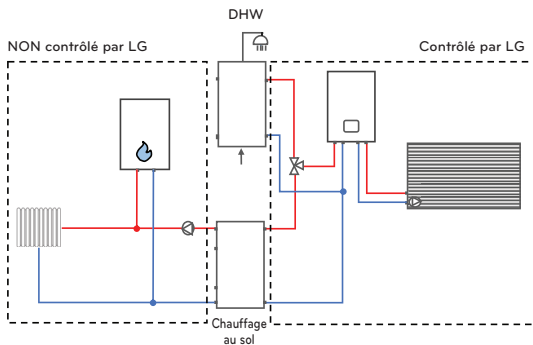 DHW
NON contrôlé par LG
Contrôlé par LG
Chauffage
au sol